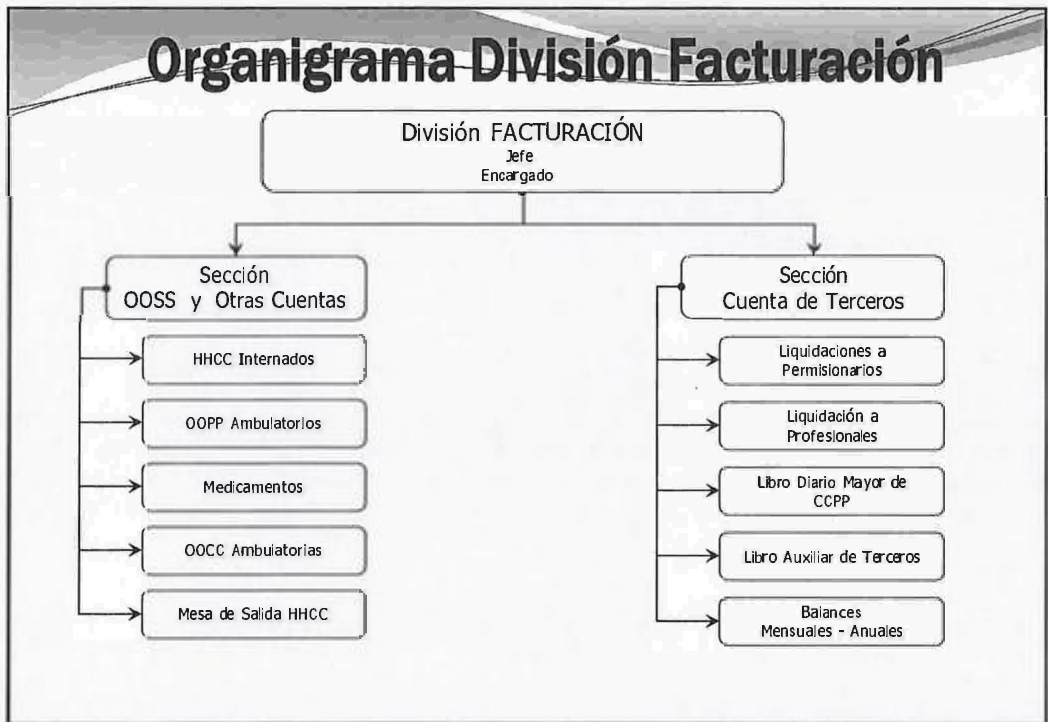 Organigrama División Facturación
División FACTURACIÓN
Jefe
Encargado
Sección
OOSS y Otras Cuentas
HHCC Internados
OOPP Ambulatorios
Medicamentos
OOCC Ambulatorias
Mesa de Salida HHCC
Sección
Cuenta de Terceros
Liquidaciones a
Permisionarios
Liquidación a
Profesionales
Libro Diario Mayor de
CCPP
Libro Auxiliar de Terceros
Balances
Mensuales - Anuales